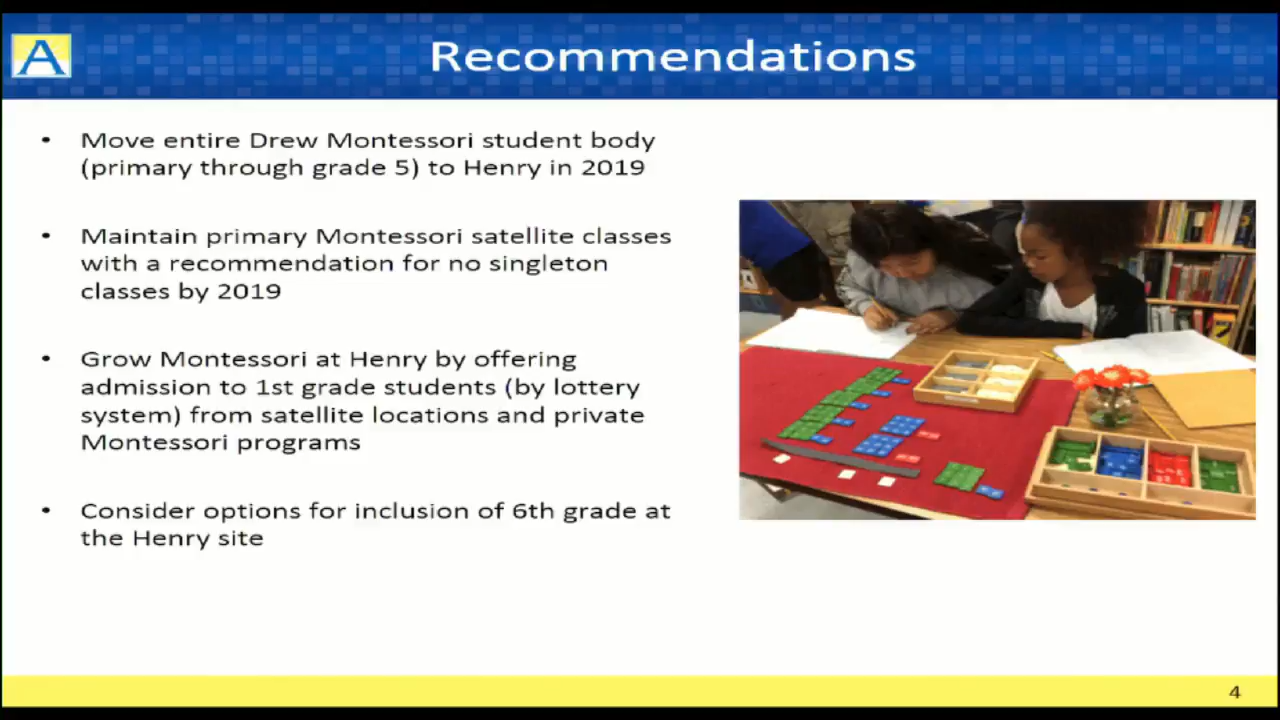 A
Recommendations
• Move entire Drew Montessori student body
(primary through grade 5) to Henry in 2019
• Maintain primary Montessori satellite classes
with a recommendation for no singleton
classes by 2019
• Grow Montessori at Henry by offering
admission to 1st grade students (by lottery
system) from satellite locations and private
Montessori programs
• Consider options for inclusion of 6th grade at
the Henry site
4